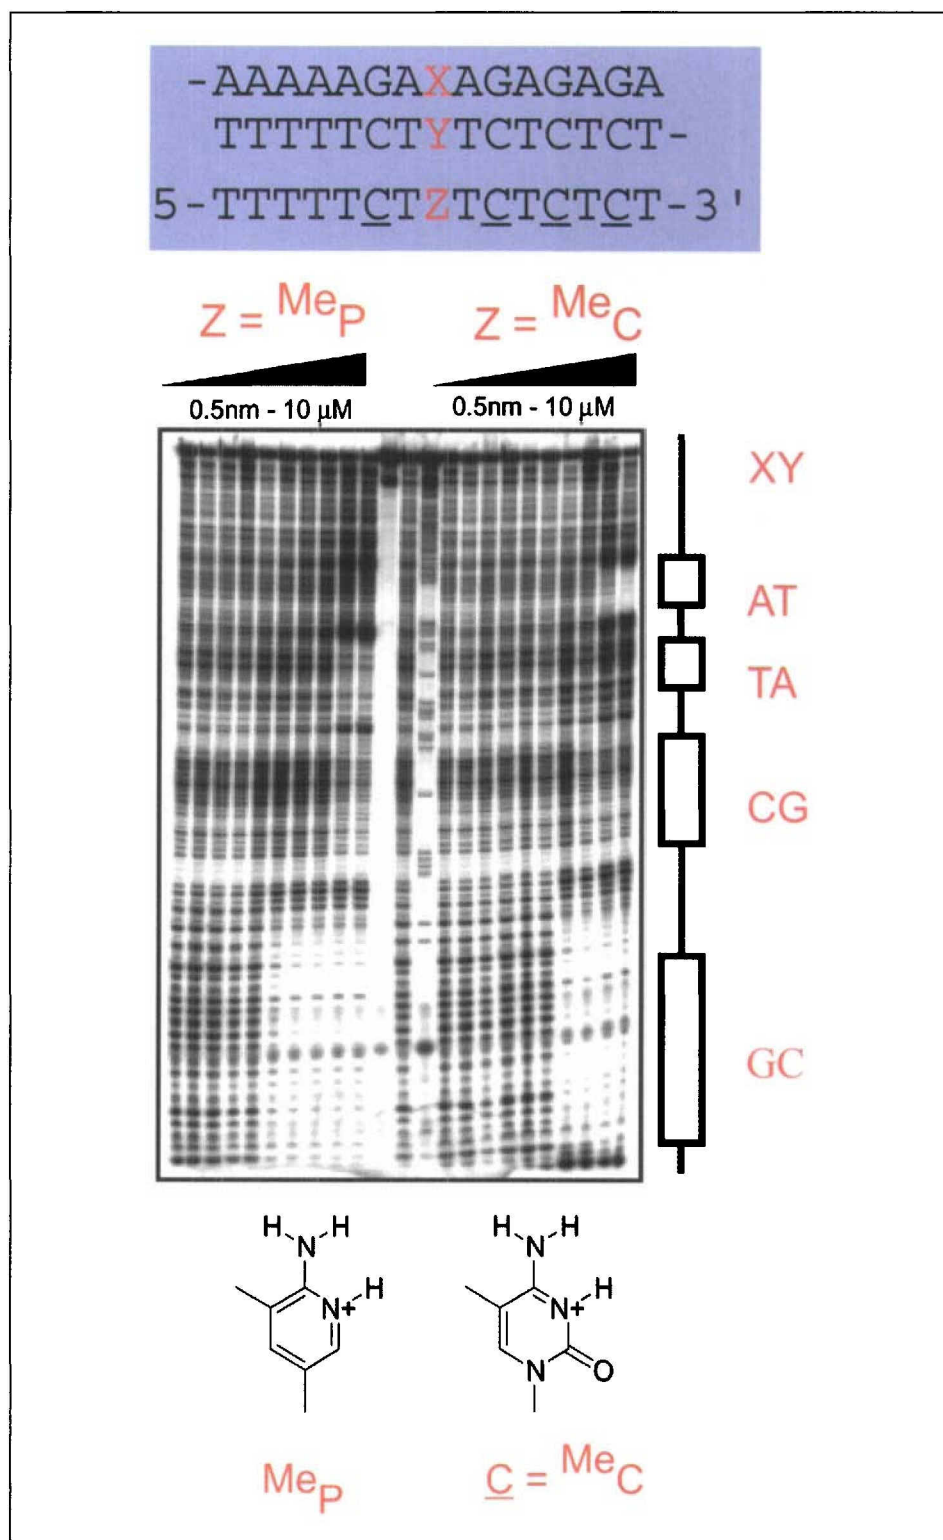 -AAAAAGAXAGAGAGA
TTTTTCTYTCTCTCT-
5-TTTTTCTZTCTCTCT-3'
Z = MeP
Z = MeC
0.5nm - 10 μM
0.5nm - 10 μM
XY
AT
TA
CG
GC
H H
N
N+ H
H H
N
N+ H
N
O
MeP
C = MeC